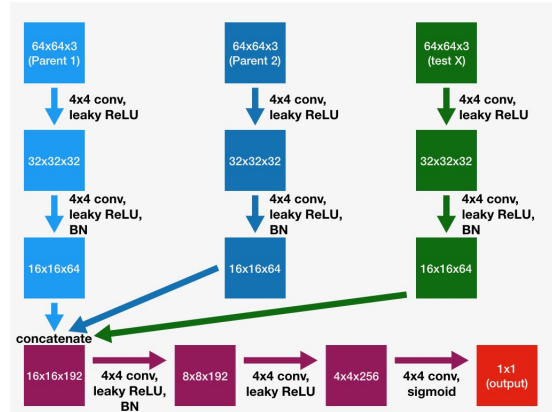 64x64x3
(Parent 1)
64x64x3
(Parent 2)
64x64x3
(test X)
4x4 conv,
leaky ReLU
4x4 conv,
leaky ReLU
4x4 conv,
leaky ReLU
32x32x32
32x32x32
32x32x32
4x4 conv,
leaky ReLU,
BN
4x4 conv,
leaky ReLU,
BN
4x4 conv,
leaky ReLU,
BN
16x16x64
16x16x64
16x16x64
concatenate
16x16x192
4x4 conv,
leaky ReLU,
BN
8x8x192
4x4 conv,
leaky ReLU
4x4x256
4x4 conv,
sigmoid
1x1
(output)